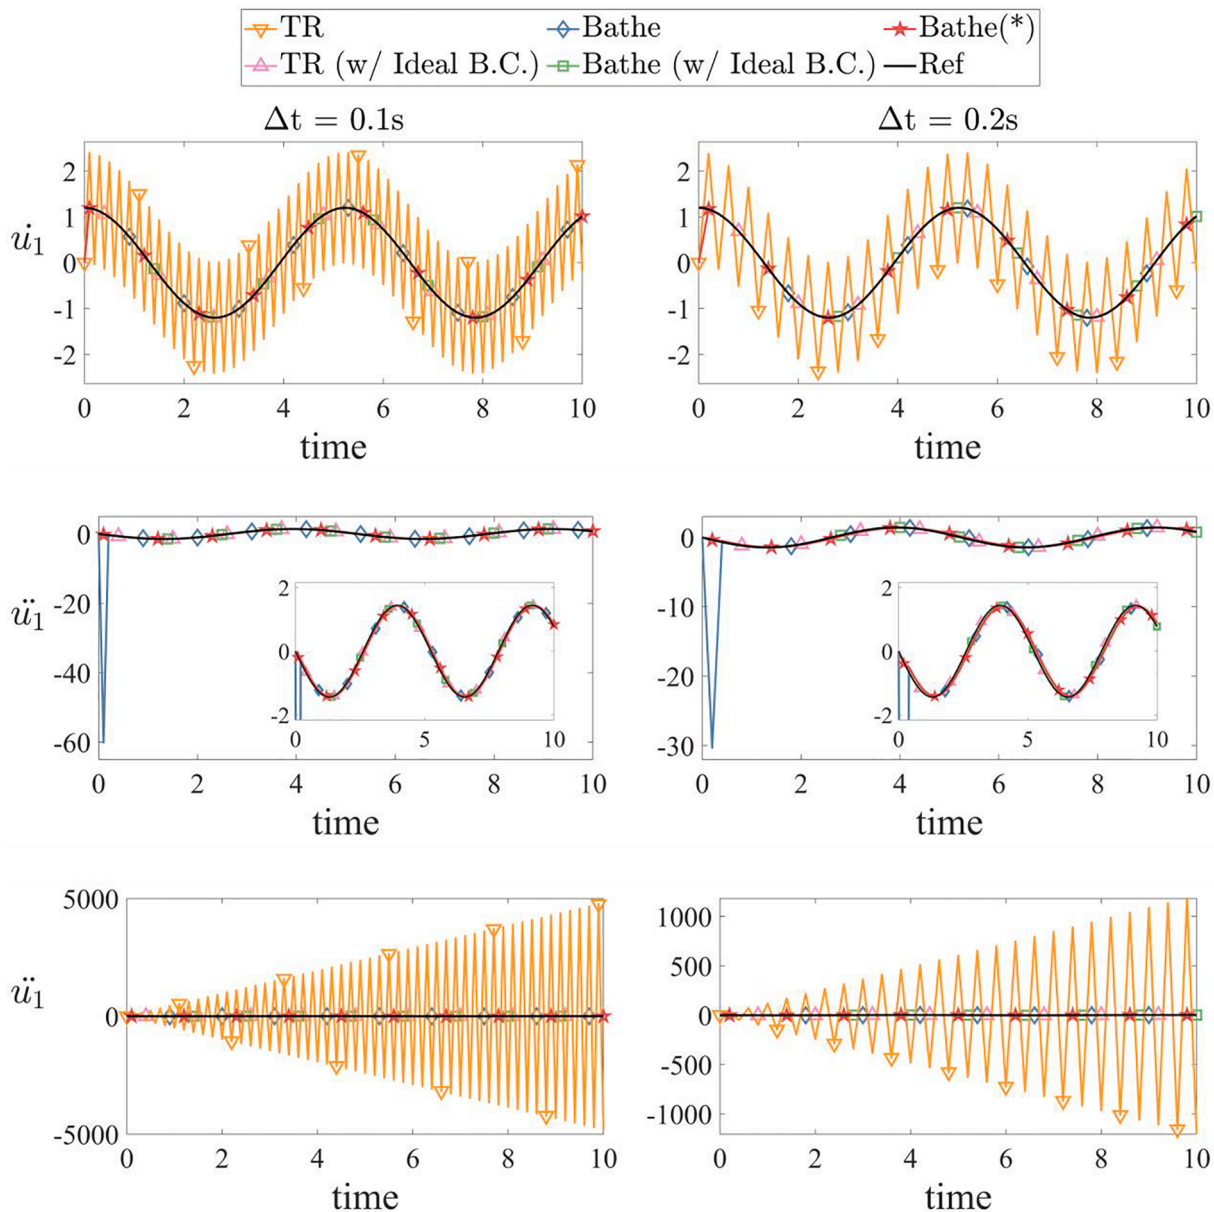 TR Bathe Bathe(*)
TR (w/ Ideal B.C.) Bathe (w/ Ideal B.C.) Ref
Δt = 0.1s Δt = 0.2s
2
1
0
-1
-2
u̇₁
0 2 4 6 8 10
time
2
1
0
-1
-2
0 2 4 6 8 10
time
0
-20
-40
-60
ü₁
2
0
-2
0 5 10
0 2 4 6 8 10
time
0
-10
-20
-30
2
0
-2
0 5 10
0 2 4 6 8 10
time
5000
0
-5000
ü₁
0 2 4 6 8 10
time
1000
500
0
-500
-1000
0 2 4 6 8 10
time